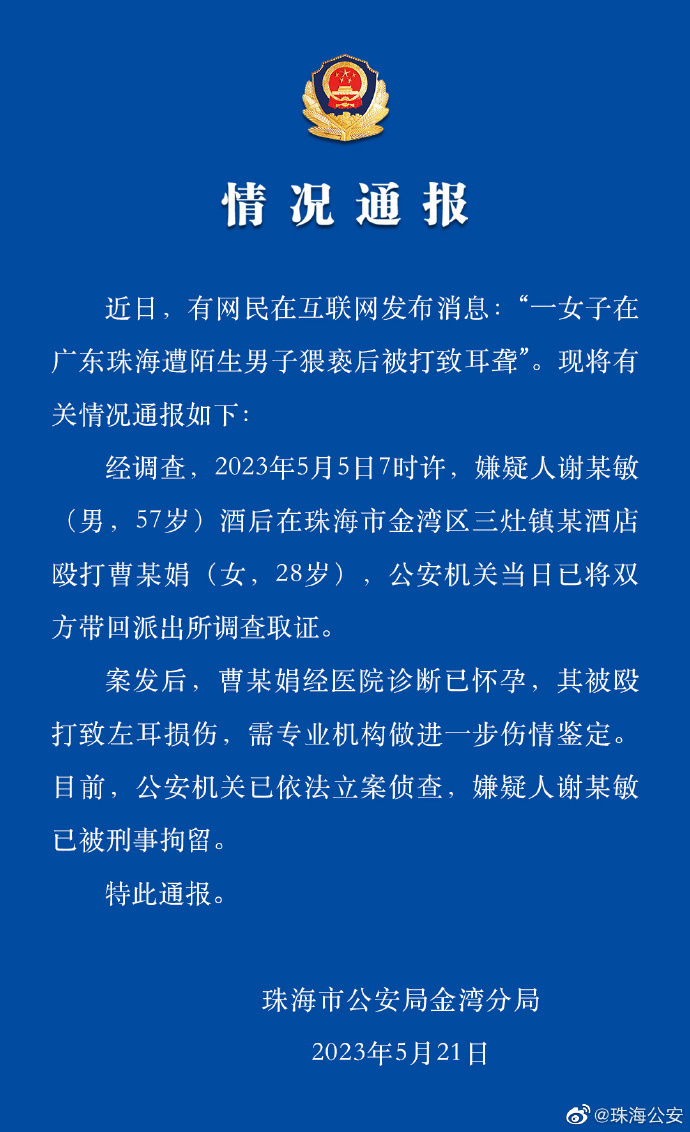 情况通报
近日，有网民在互联网发布消息：“一女子在
广东珠海遭陌生男子猥亵后被打致耳聋”。现将有
关情况通报如下：
经调查，2023年5月5日7时许，嫌疑人谢某敏
（男，57岁）酒后在珠海市金湾区三灶镇某酒店
殴打曹某娟（女，28岁），公安机关当日已将双
方带回派出所调查取证。
案发后，曹某娟经医院诊断已怀孕，其被殴
打致左耳损伤，需专业机构做进一步伤情鉴定。
目前，公安机关已依法立案侦查，嫌疑人谢某敏
已被刑事拘留。
特此通报。
珠海市公安局金湾分局
2023年5月21日
@珠海公安